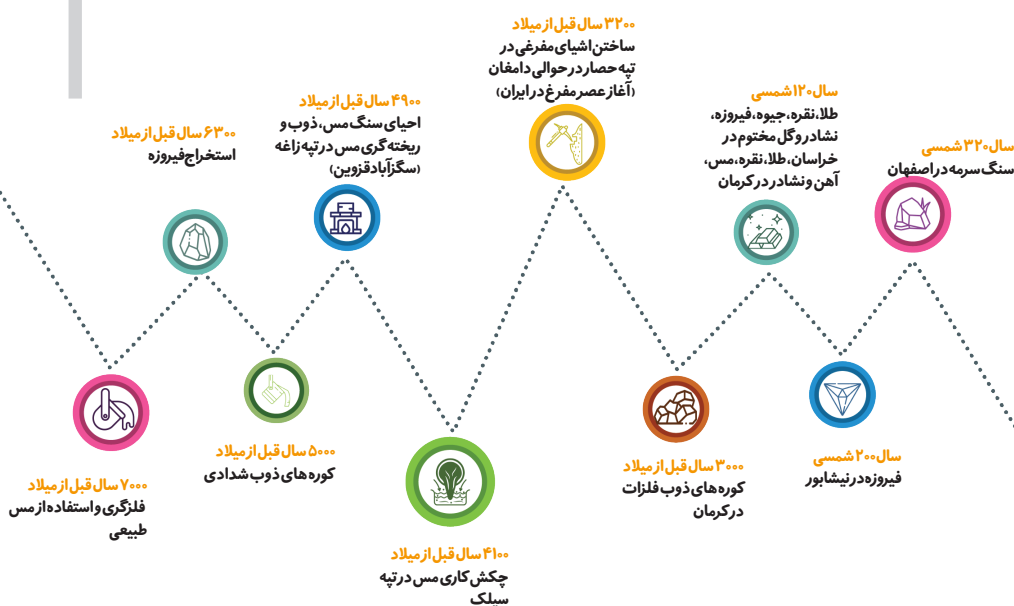 ۷۰۰۰ سال قبل از میلاد
فلزگری و استفاده از مس
طبیعی
۶۳۰۰ سال قبل از میلاد
استخراج فیروزه
۵۰۰۰ سال قبل از میلاد
کوره‌های ذوب شدادی
۴۹۰۰ سال قبل از میلاد
احیای سنگ مس، ذوب و
ریخته‌گری مس در تپه زاغه
(سگزآباد قزوین)
۴۱۰۰ سال قبل از میلاد
چکش کاری مس در تپه
سیلک
۳۲۰۰ سال قبل از میلاد
ساختن اشیای مفرغی در
تپه حصار در حوالی دامغان
(آغاز عصر مفرغ در ایران)
۳۰۰۰ سال قبل از میلاد
کوره‌های ذوب فلزات
در کرمان
سال ۱۲۰ شمسی
طلا، نقره، جیوه، فیروزه،
نشادر و گل مختوم در
خراسان، طلا، نقره، مس،
آهن و نشادر در کرمان
سال ۲۰۰ شمسی
فیروزه در نیشابور
سال ۳۲۰ شمسی
سنگ سرمه در اصفهان